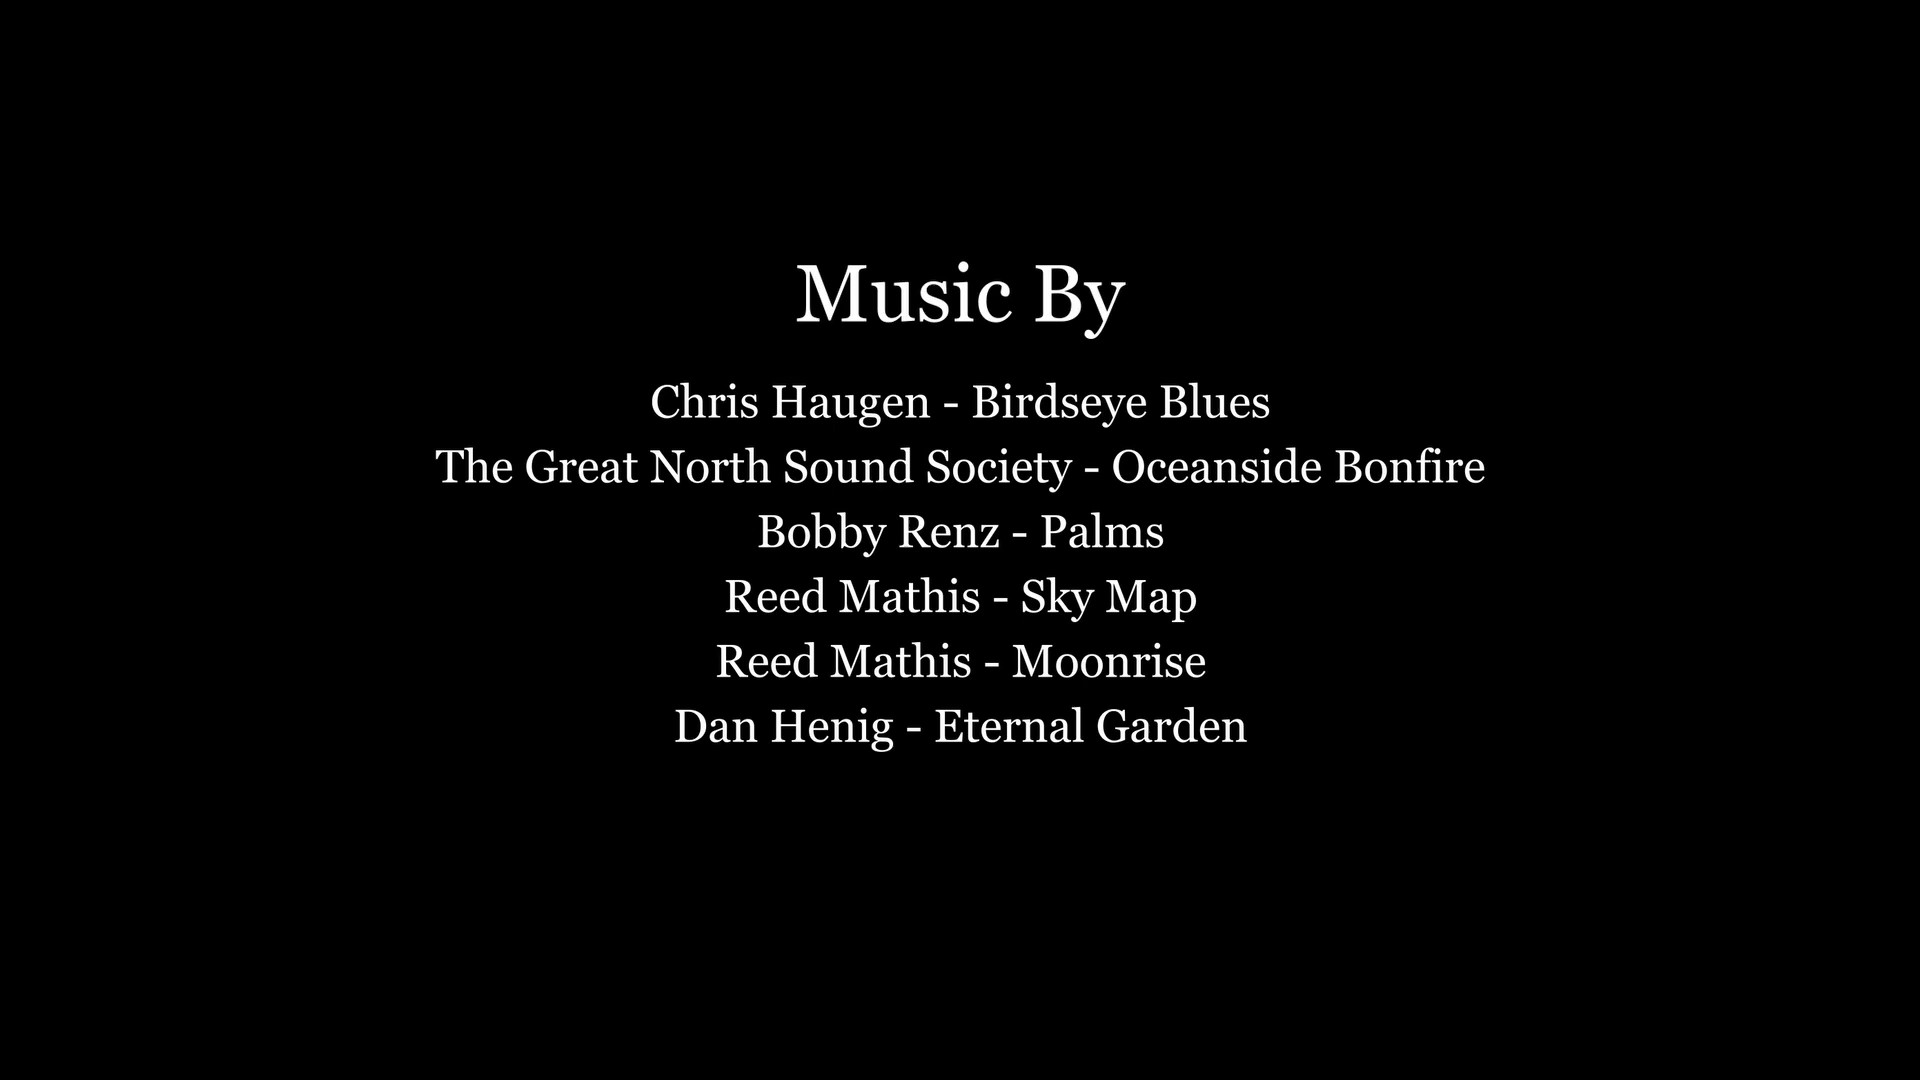 Music By
Chris Haugen - Birdseye Blues
The Great North Sound Society - Oceanside Bonfire
Bobby Renz - Palms
Reed Mathis - Sky Map
Reed Mathis - Moonrise
Dan Henig - Eternal Garden